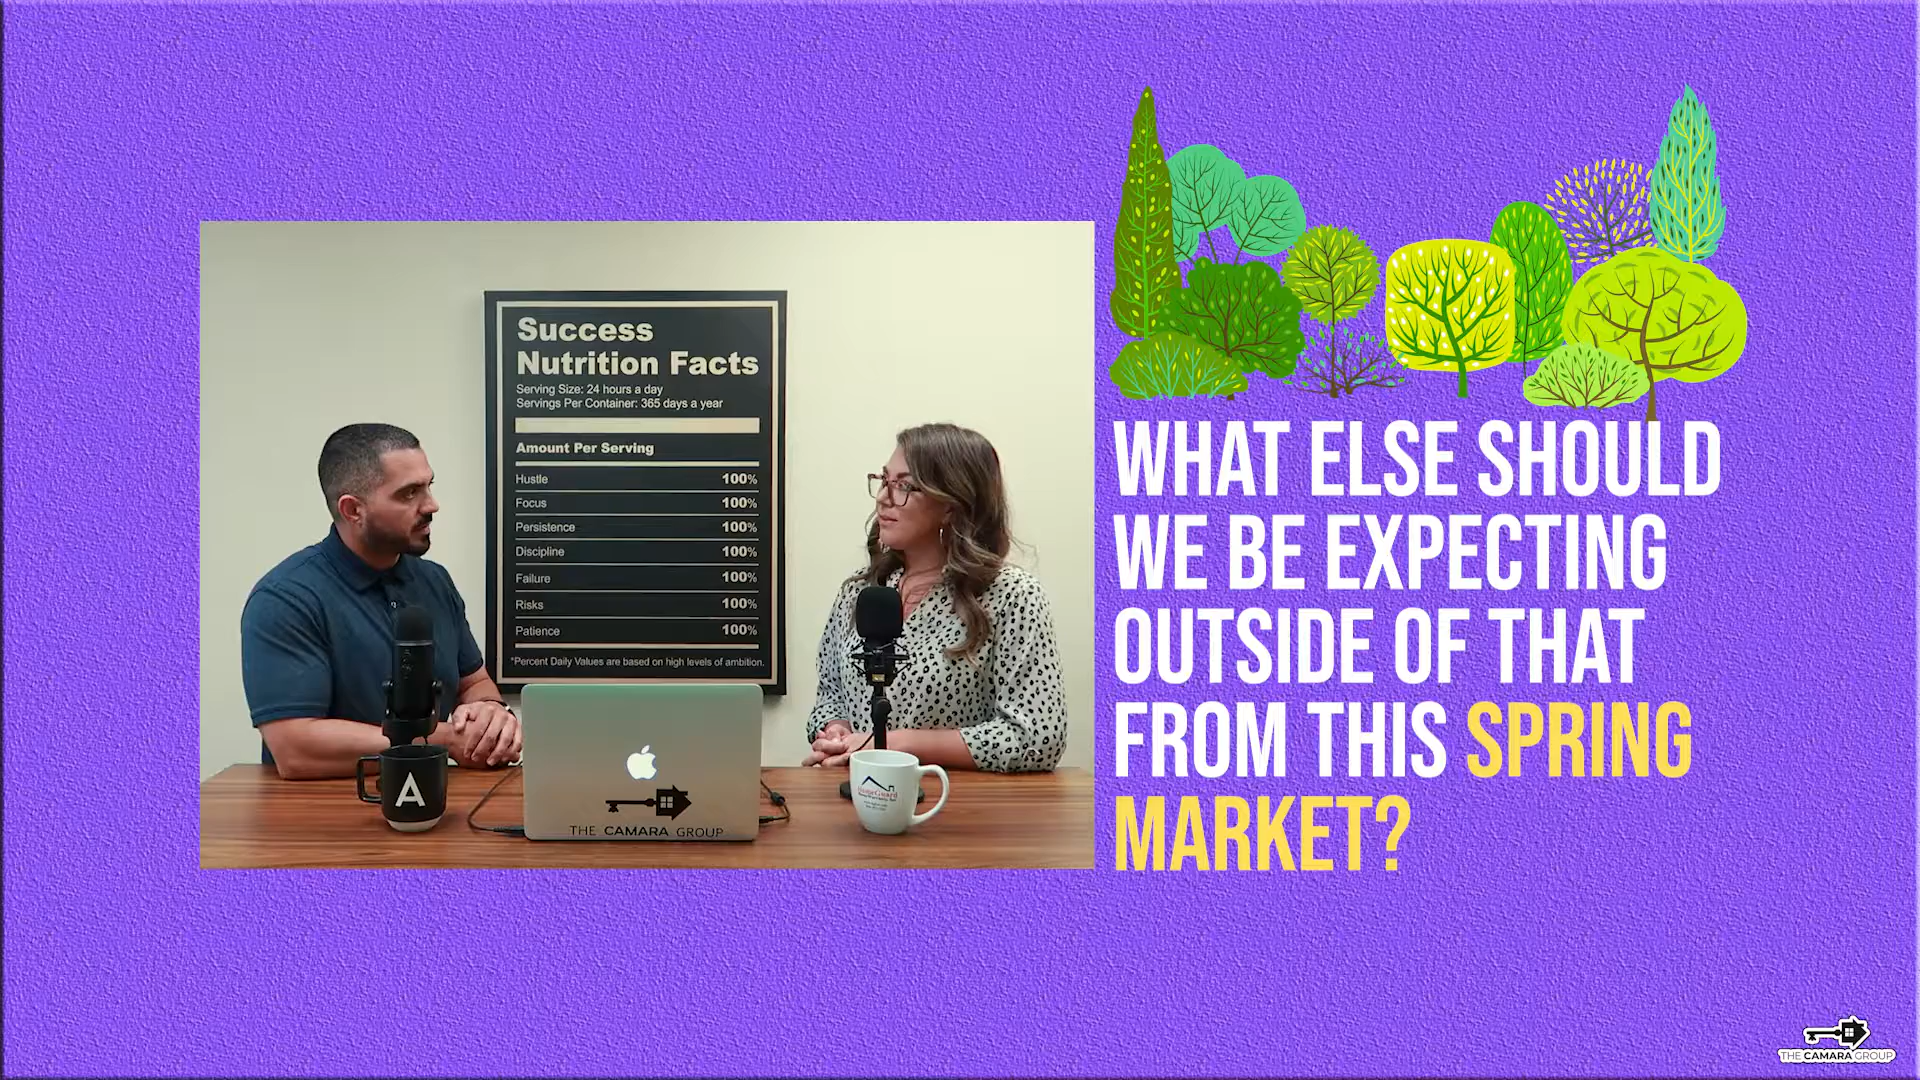 Success
Nutrition Facts
Serving Size: 24 hours a day
Servings Per Container: 365 days a year
Amount Per Serving
Hustle 100%
Focus 100%
Persistence 100%
Discipline 100%
Failure 100%
Risks 100%
Patience 100%
*Percent Daily Values are based on high levels of ambition.
A
THE CAMARA GROUP
HomeGuard
WHAT ELSE SHOULD
WE BE EXPECTING
OUTSIDE OF THAT
FROM THIS SPRING
MARKET?
THE CAMARA GROUP